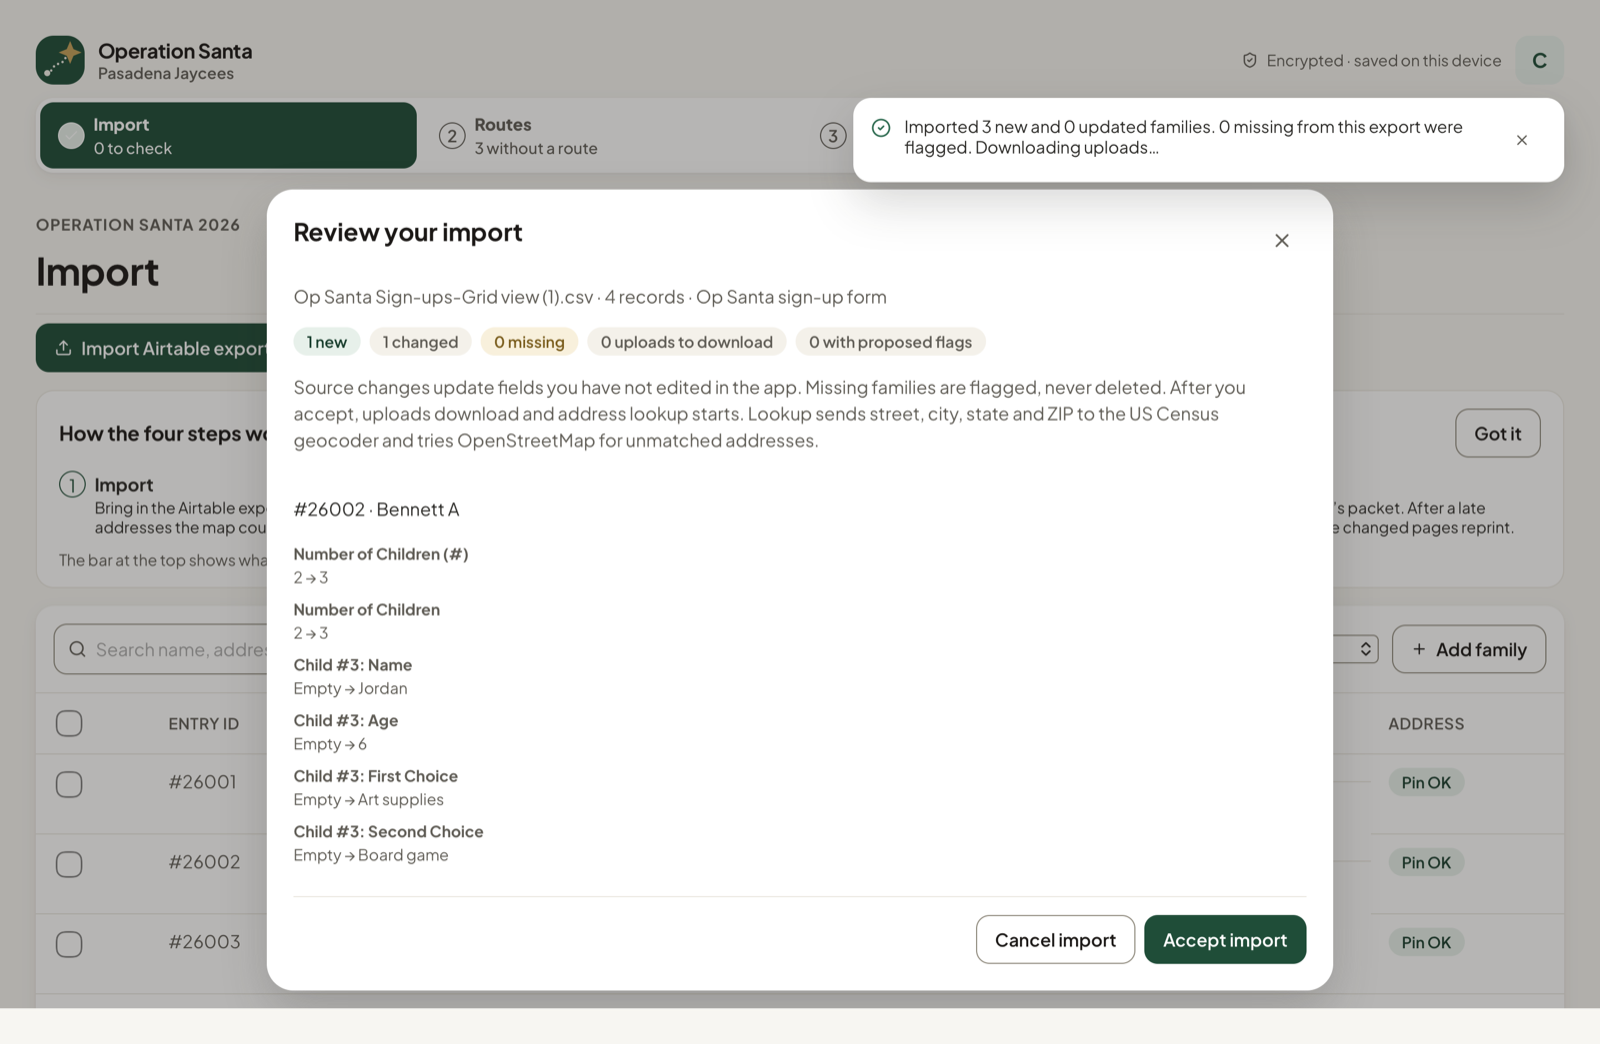 Operation Santa
Pasadena Jaycees
Encrypted · saved on this device
C
Import
0 to check
2
Routes
3 without a route
3
Imported 3 new and 0 updated families. 0 missing from this export were
flagged. Downloading uploads…
OPERATION SANTA 2026
Import
Import Airtable export
How the four steps wo
Got it
1
Import
Bring in the Airtable exp
addresses the map cou
's packet. After a late
e changed pages reprint.
The bar at the top shows wha
Search name, addres
+ Add family
ENTRY ID
ADDRESS
#26001
Pin OK
#26002
Pin OK
#26003
Pin OK
Review your import
Op Santa Sign-ups-Grid view (1).csv · 4 records · Op Santa sign-up form
1 new
1 changed
0 missing
0 uploads to download
0 with proposed flags
Source changes update fields you have not edited in the app. Missing families are flagged, never deleted. After you
accept, uploads download and address lookup starts. Lookup sends street, city, state and ZIP to the US Census
geocoder and tries OpenStreetMap for unmatched addresses.
#26002 · Bennett A
Number of Children (#)
2 → 3
Number of Children
2 → 3
Child #3: Name
Empty → Jordan
Child #3: Age
Empty → 6
Child #3: First Choice
Empty → Art supplies
Child #3: Second Choice
Empty → Board game
Cancel import
Accept import